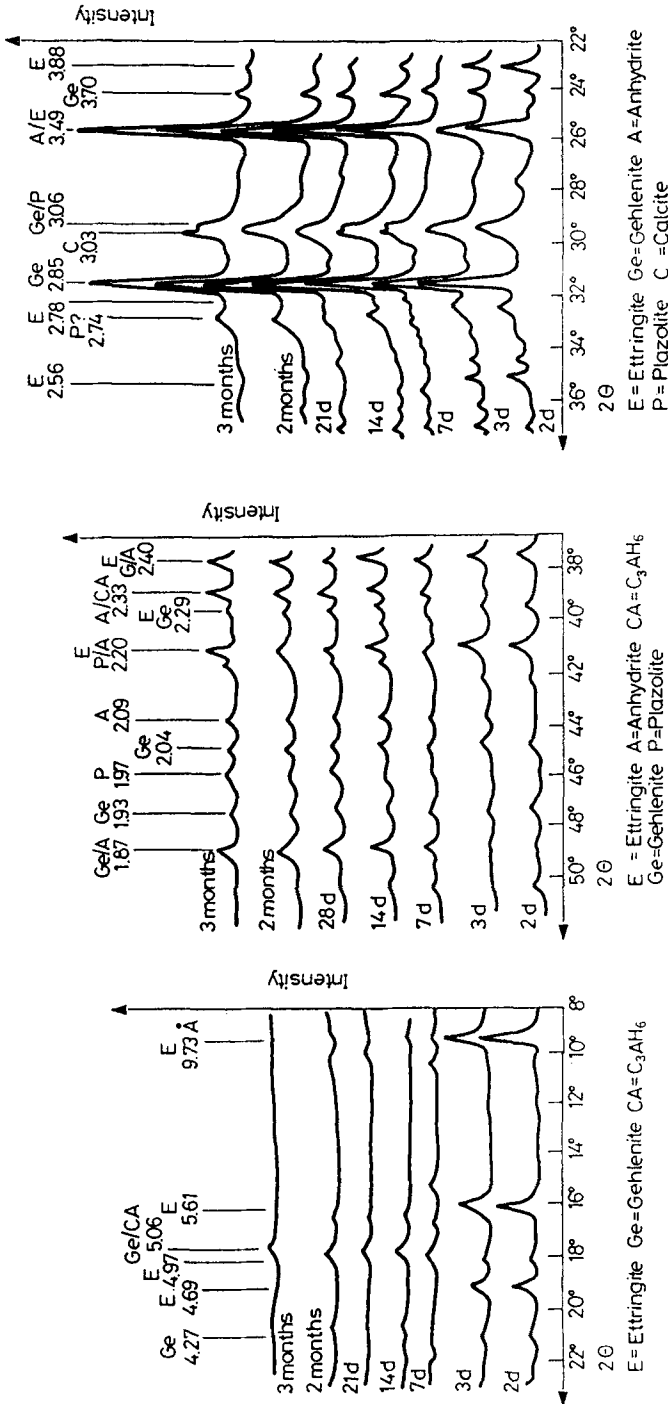 Intensity
E
9.73 Å
E
5.61
Ge/CA
5.06
E
4.97
E
4.69
Ge
4.27
3 months
2 months
21d
14d
7d
3d
2d
22° 20° 18° 16° 14° 12° 10° 8°
2Θ
E=Ettringite Ge=Gehlenite CA=C₃AH₆
Intensity
Ge/A
1.87
Ge
1.93
P
1.97
Ge
2.04
A
2.09
E
P/A
2.20
E
Ge
2.29
A/CA
2.33
E
G/A
2.40
3 months
2 months
28d
14d
7d
3d
2d
50° 48° 46° 44° 42° 40° 38°
2Θ
E = Ettringite A=Anhydrite CA=C₃AH₆
Ge=Gehlenite P=Plazolite
Intensity
E
2.56
E
2.78
P?
2.74
Ge
2.85
C
3.03
Ge/P
3.06
A/E
3.49
Ge
3.70
E
3.88
3 months
2 months
21d
14d
7d
3d
2d
36° 34° 32° 30° 28° 26° 24° 22°
2Θ
E = Ettringite Ge=Gehlenite A=Anhydrite
P = Plazolite C =Calcite